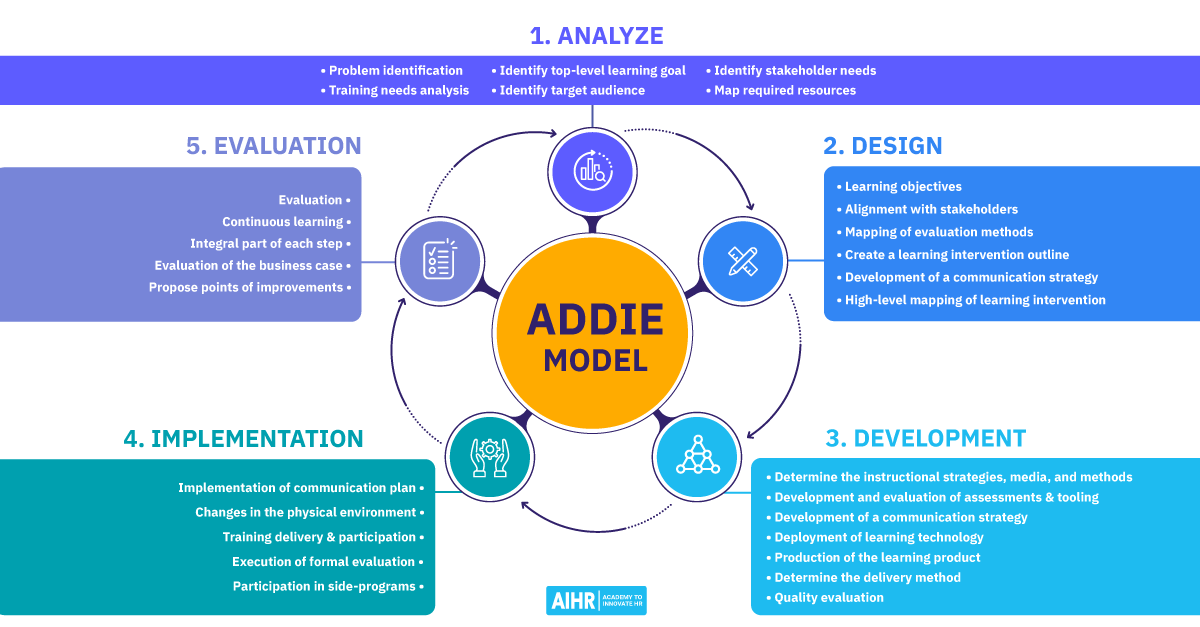 1. ANALYZE
• Problem identification
• Training needs analysis
• Identify top-level learning goal
• Identify target audience
• Identify stakeholder needs
• Map required resources
2. DESIGN
• Learning objectives
• Alignment with stakeholders
• Mapping of evaluation methods
• Create a learning intervention outline
• Development of a communication strategy
• High-level mapping of learning intervention
3. DEVELOPMENT
• Determine the instructional strategies, media, and methods
• Development and evaluation of assessments & tooling
• Development of a communication strategy
• Deployment of learning technology
• Production of the learning product
• Determine the delivery method
• Quality evaluation
4. IMPLEMENTATION
Implementation of communication plan •
Changes in the physical environment •
Training delivery & participation •
Execution of formal evaluation •
Participation in side-programs •
5. EVALUATION
Evaluation •
Continuous learning •
Integral part of each step •
Evaluation of the business case •
Propose points of improvements •
ADDIE
MODEL
AIHR
ACADEMY TO
INNOVATE HR